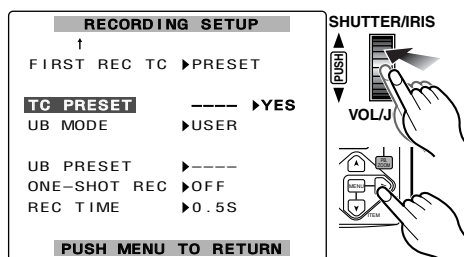 RECORDING SETUP
↑
FIRST REC TC ▶PRESET
TC PRESET ---- ▶YES
UB MODE ▶USER
UB PRESET ▶----
ONE-SHOT REC ▶OFF
REC TIME ▶0.5S
PUSH MENU TO RETURN
SHUTTER/IRIS
PUSH
VOL/J
MENU
ITEM